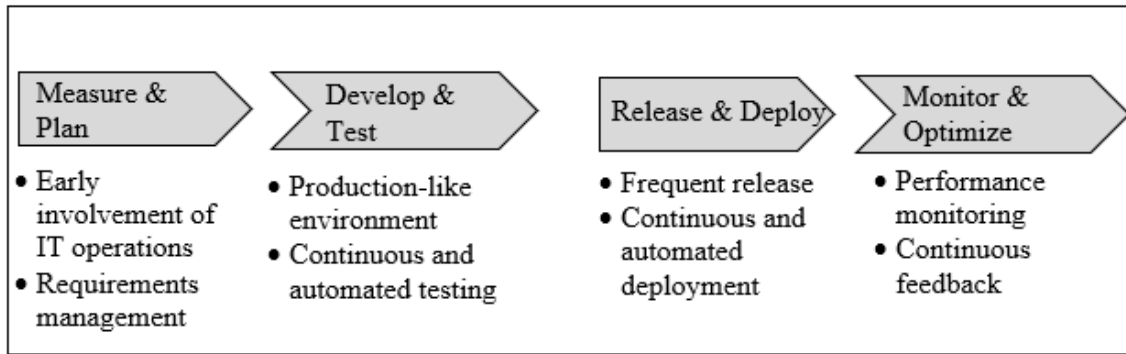 Measure &
Plan
Develop &
Test
Release & Deploy
Monitor &
Optimize
• Early
involvement of
IT operations
• Requirements
management
• Production-like
environment
• Continuous and
automated testing
• Frequent release
• Continuous and
automated
deployment
• Performance
monitoring
• Continuous
feedback